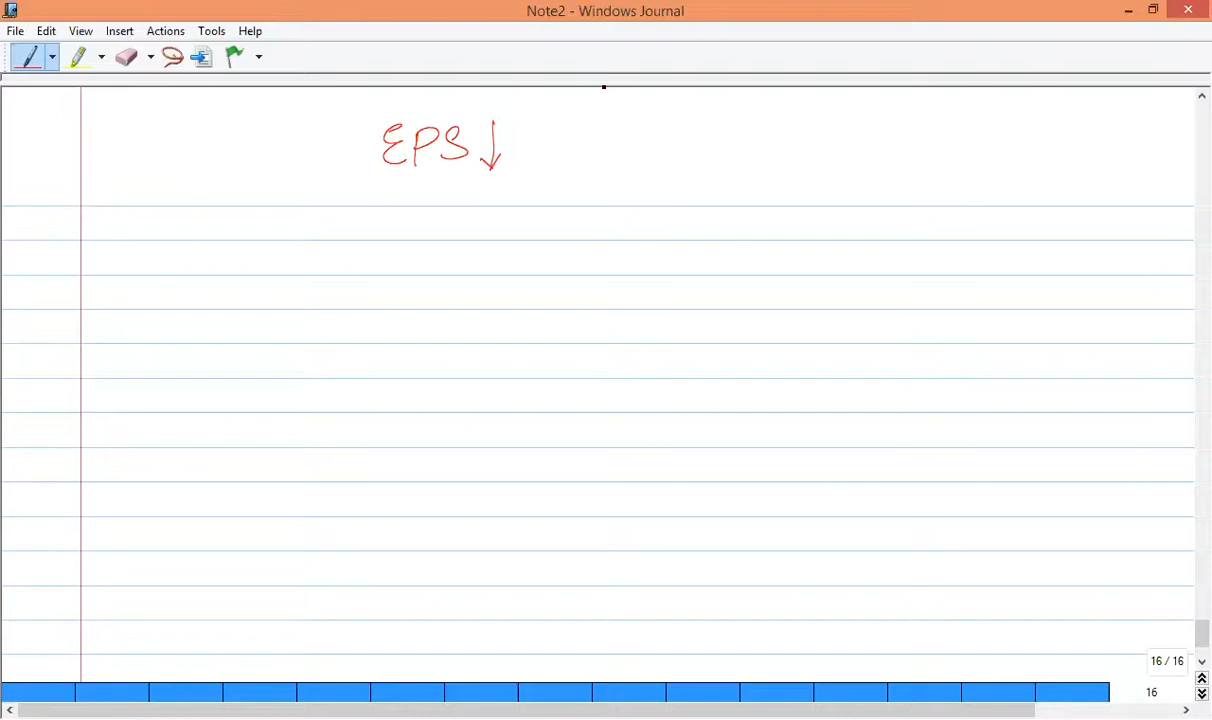 Note2 - Windows Journal
File Edit View Insert Actions Tools Help
EPS ↓
16 / 16
16